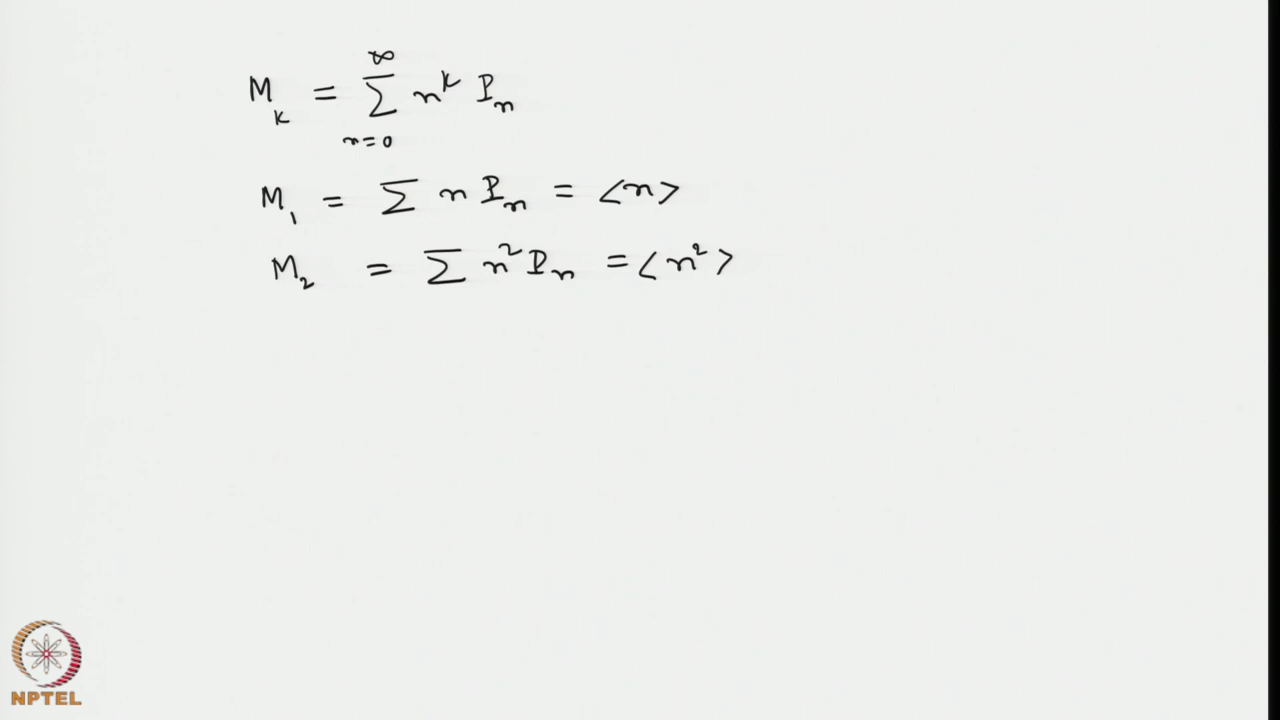 M_k = ∑_{n=0}^{∞} n^k P_n
M_1 = ∑ n P_n = <n>
M_2 = ∑ n^2 P_n = <n^2>
NPTEL